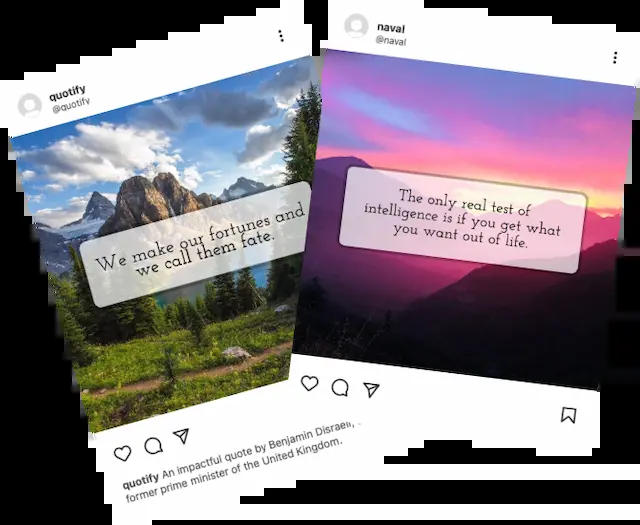 quotify
@quotify
We make our fortunes and
we call them fate.
quotify An impactful quote by Benjamin Disraeli,
former prime minister of the United Kingdom.
naval
@naval
The only real test of
intelligence is if you get what
you want out of life.